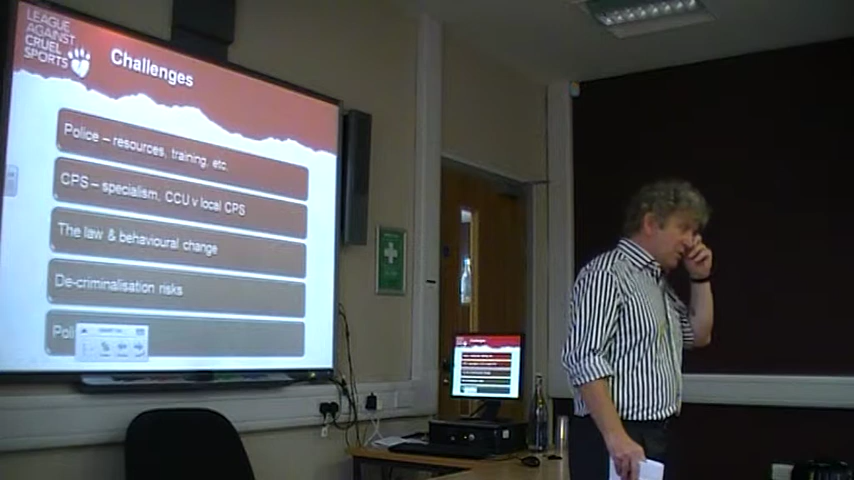 LEAGUE
AGAINST
CRUEL
SPORTS
Challenges
Police – resources, training, etc.
CPS – specialism, CCU v local CPS
The law & behavioural change
De-criminalisation risks
Challenges